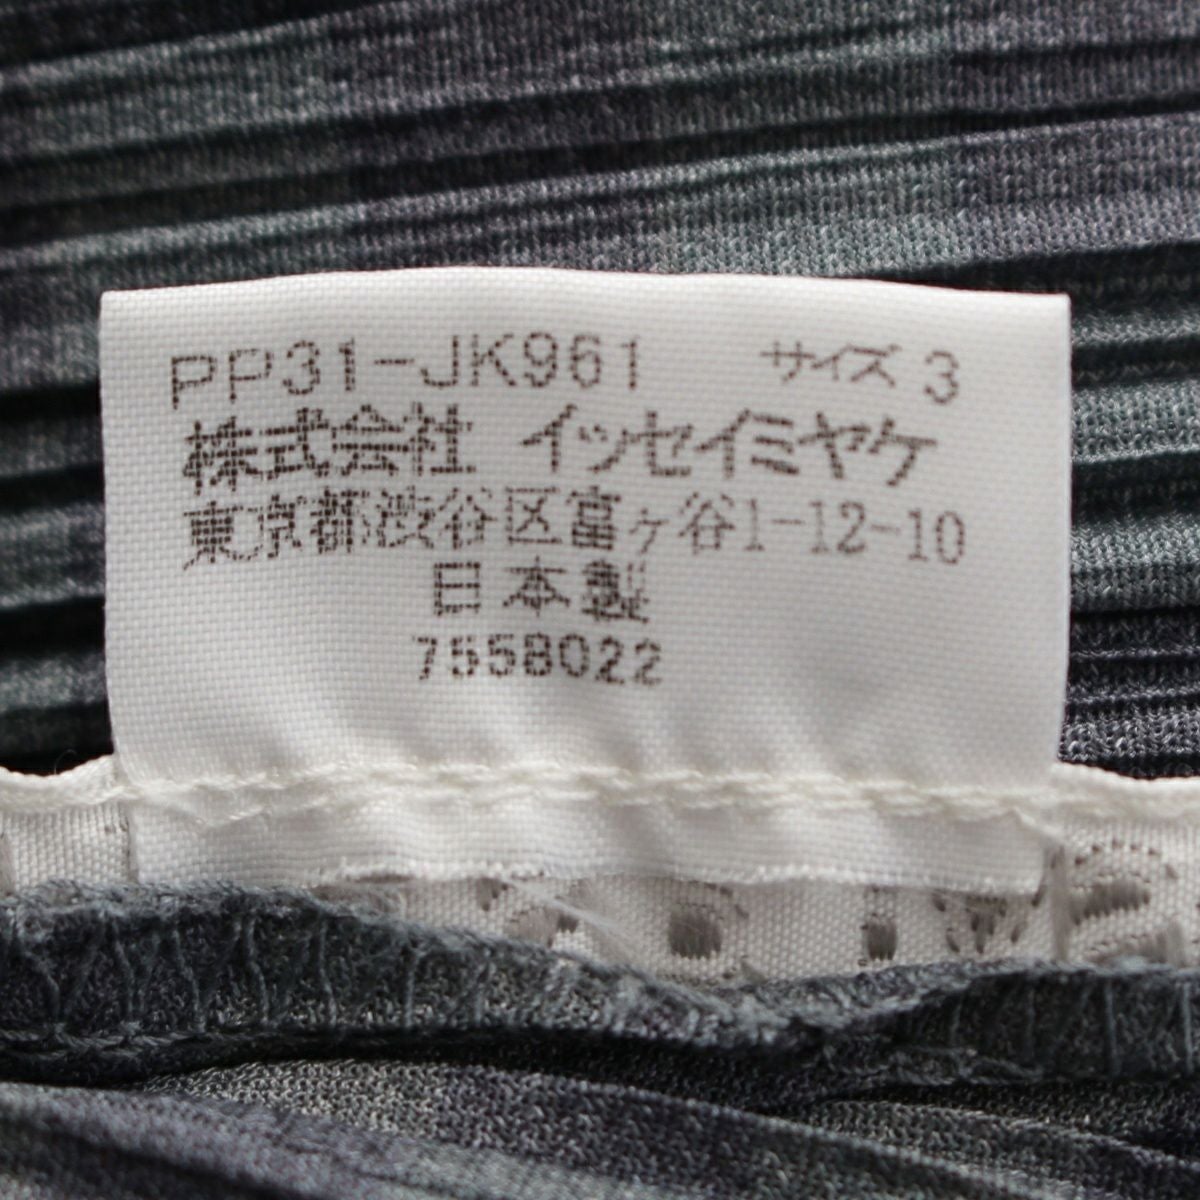 PP31-JK961 サイズ 3
株式会社 イッセイミヤケ
東京都渋谷区富ヶ谷1-12-10
日本製
7558022